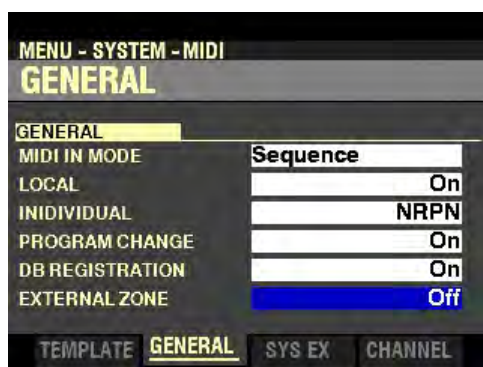 MENU - SYSTEM - MIDI
GENERAL
GENERAL
MIDI IN MODE Sequence
LOCAL On
INIDIVIDUAL NRPN
PROGRAM CHANGE On
DB REGISTRATION On
EXTERNAL ZONE Off
TEMPLATE GENERAL SYS EX CHANNEL